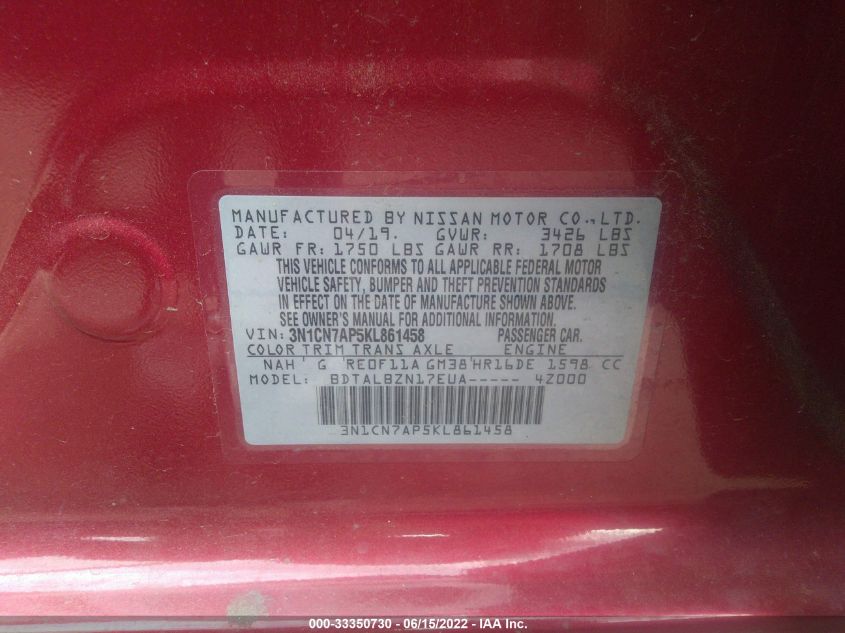 MANUFACTURED BY NISSAN MOTOR CO., LTD.
DATE: 04/19. GVWR: 3426 LBS
GAWR FR: 1750 LBS GAWR RR: 1708 LBS
THIS VEHICLE CONFORMS TO ALL APPLICABLE FEDERAL MOTOR
VEHICLE SAFETY, BUMPER AND THEFT PREVENTION STANDARDS
IN EFFECT ON THE DATE OF MANUFACTURE SHOWN ABOVE.
SEE OWNER'S MANUAL FOR ADDITIONAL INFORMATION.
VIN: 3N1CN7AP5KL861458 PASSENGER CAR.
COLOR TRIM TRANS AXLE ENGINE
NAH' G RE0F11A GM38 HR16DE 1598 CC
MODEL: BDTALBZN17EUA----- 4Z000
3N1CN7AP5KL861458
000-33350730 - 06/15/2022 - IAA Inc.